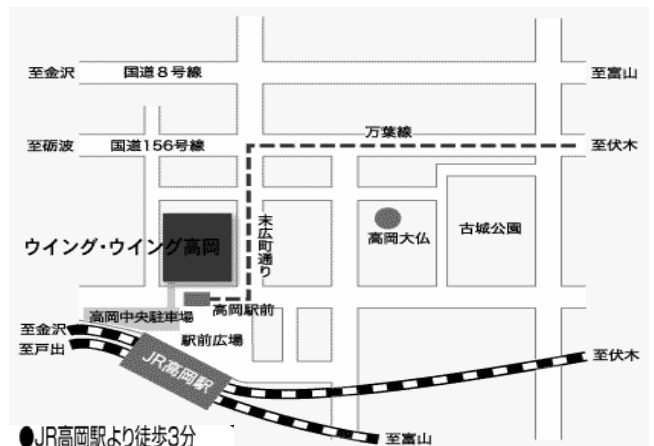 至金沢
国道8号線
至富山
万葉線
至砺波
国道156号線
至伏木
末広町通り
ウイング・ウイング高岡
高岡大仏
古城公園
高岡駅前
高岡中央駐車場
駅前広場
至金沢
至戸出
JR高岡駅
至伏木
至富山
●JR高岡駅より徒歩3分